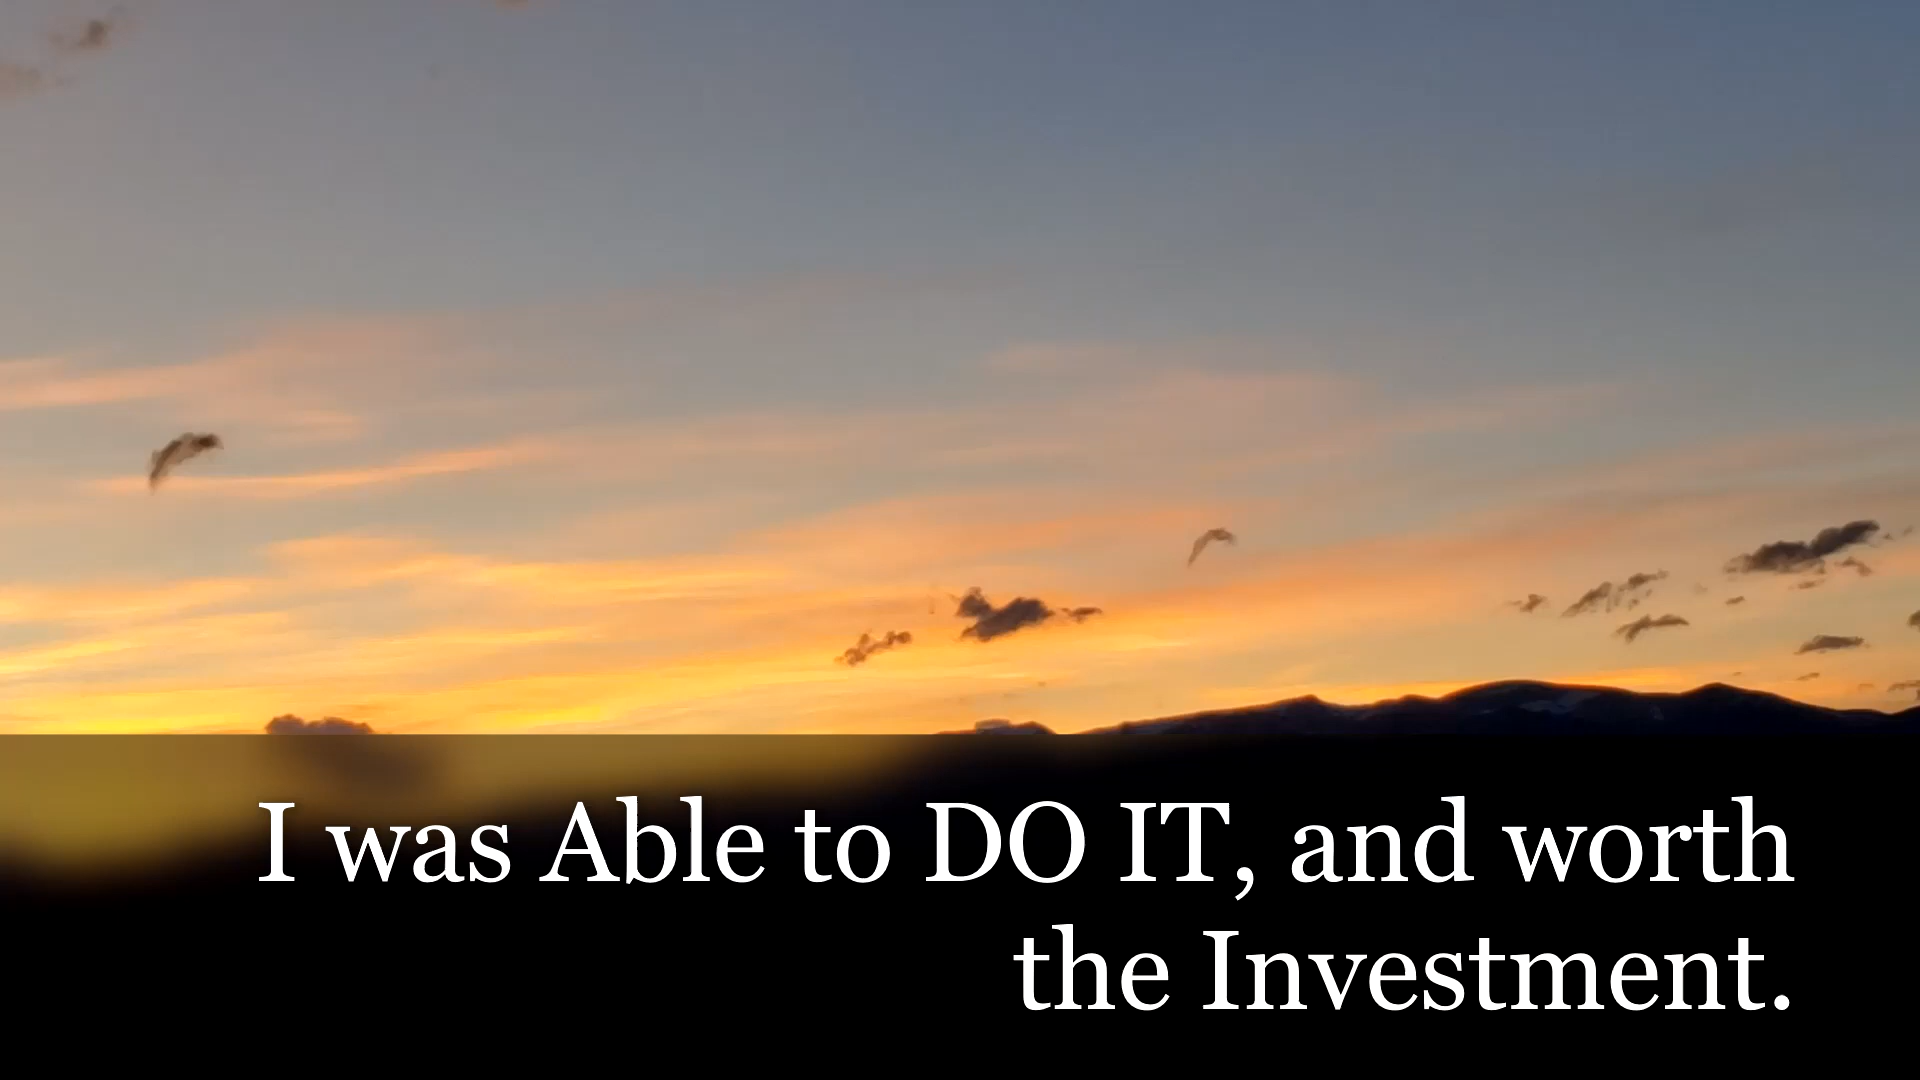 I was Able to DO IT, and worth
the Investment.